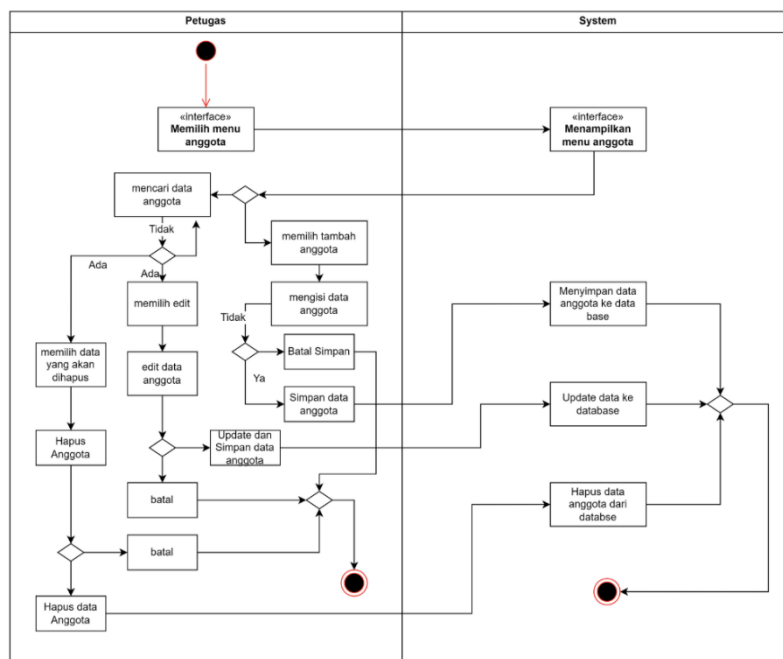 Petugas
System
«interface»
Memilih menu
anggota
«interface»
Menampilkan
menu anggota
mencari data
anggota
Tidak
memilih tambah
anggota
Ada
Ada
memilih edit
mengisi data
anggota
Menyimpan data
anggota ke data
base
Tidak
memilih data
yang akan
dihapus
edit data
anggota
Batal Simpan
Ya
Simpan data
anggota
Update data ke
database
Hapus
Anggota
Update dan
Simpan data
anggota
batal
Hapus data
anggota dari
databse
batal
Hapus data
Anggota